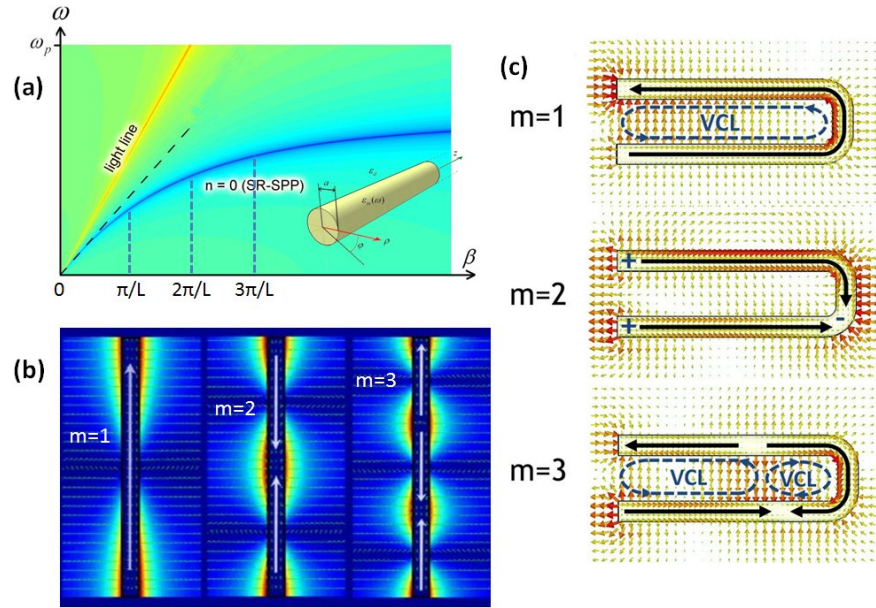 (a)
ω
ωp
light line
n = 0 (SR-SPP)
a
εd
εm(ω)
z
ρ
φ
0
π/L
2π/L
3π/L
β
(b)
m=1
m=2
m=3
(c)
m=1
VCL
m=2
+
-
+
m=3
VCL
VCL